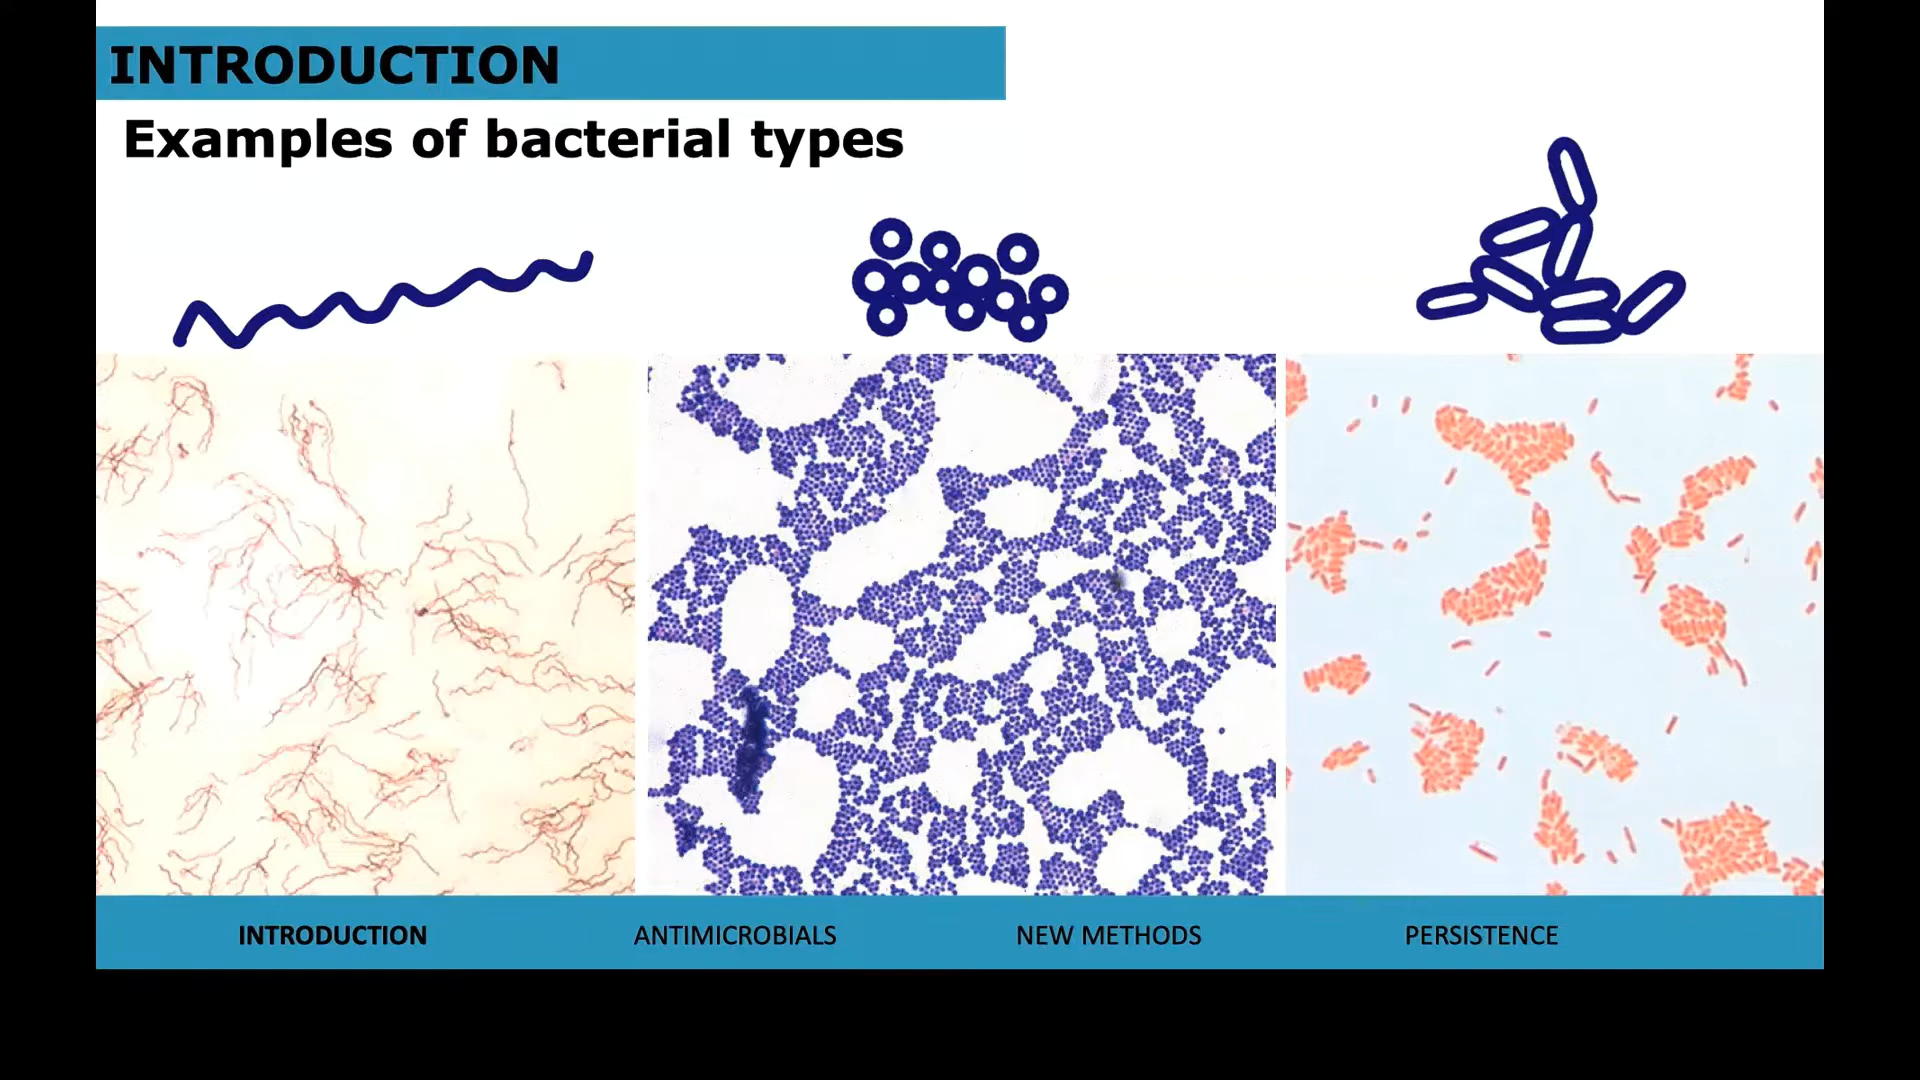 INTRODUCTION
Examples of bacterial types
INTRODUCTION
ANTIMICROBIALS
NEW METHODS
PERSISTENCE